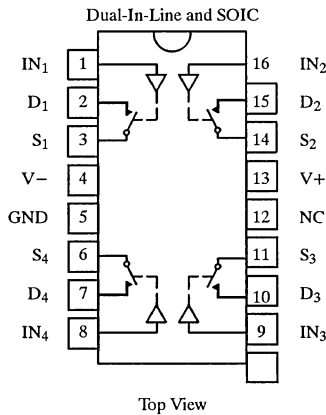 Dual-In-Line and SOIC
IN1 1 16 IN2
D1 2 15 D2
S1 3 14 S2
V− 4 13 V+
GND 5 12 NC
S4 6 11 S3
D4 7 10 D3
IN4 8 9 IN3
Top View